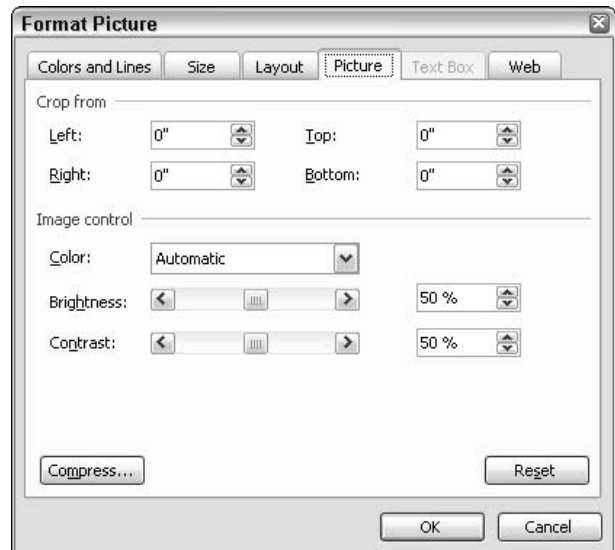 Format Picture
Colors and Lines Size Layout Picture Text Box Web
Crop from
Left: 0" Top: 0"
Right: 0" Bottom: 0"
Image control
Color: Automatic
Brightness: 50 %
Contrast: 50 %
Compress... Reset
OK Cancel